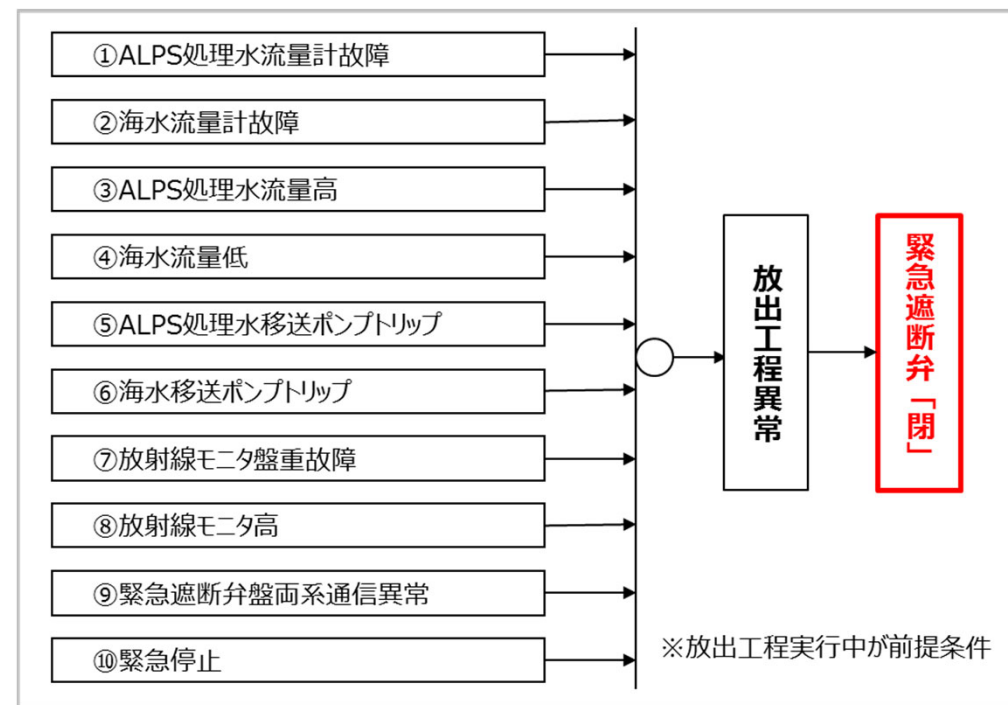 ①ALPS処理水流量計故障
②海水流量計故障
③ALPS処理水流量高
④海水流量低
⑤ALPS処理水移送ポンプトリップ
⑥海水移送ポンプトリップ
⑦放射線モニタ盤重故障
⑧放射線モニタ高
⑨緊急遮断弁盤両系通信異常
⑩緊急停止
放出工程異常
緊急遮断弁「閉」
※放出工程実行中が前提条件